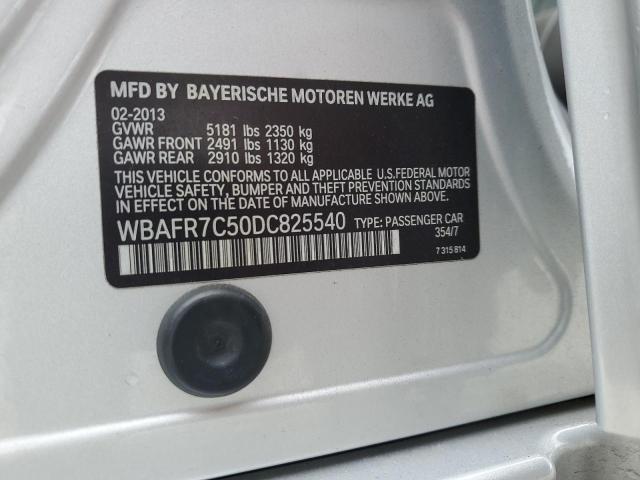 MFD BY BAYERISCHE MOTOREN WERKE AG
02-2013
GVWR 5181 lbs 2350 kg
GAWR FRONT 2491 lbs 1130 kg
GAWR REAR 2910 lbs 1320 kg
THIS VEHICLE CONFORMS TO ALL APPLICABLE U.S.FEDERAL MOTOR
VEHICLE SAFETY, BUMPER AND THEFT PREVENTION STANDARDS
IN EFFECT ON THE DATE OF MANUFACTURE SHOWN ABOVE.
WBAFR7C50DC825540 TYPE: PASSENGER CAR
354/7
7 315 814